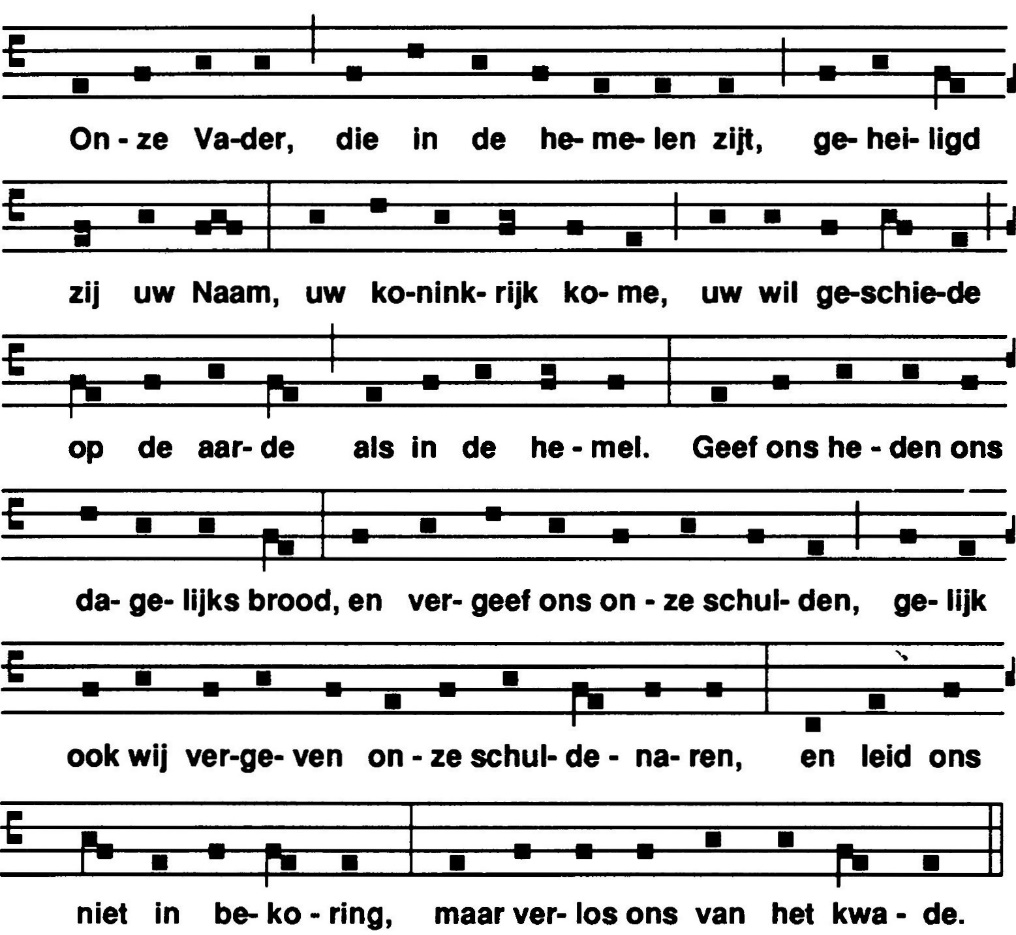 On - ze Va-der, die in de he- me- len zijt, ge- hei- ligd
zij uw Naam, uw ko-nink- rijk ko- me, uw wil ge-schie-de
op de aar- de als in de he - mel. Geef ons he - den ons
da- ge- lijks brood, en ver- geef ons on - ze schul- den, ge- lijk
ook wij ver-ge- ven on - ze schul- de - na- ren, en leid ons
niet in be- ko - ring, maar ver- los ons van het kwa - de.